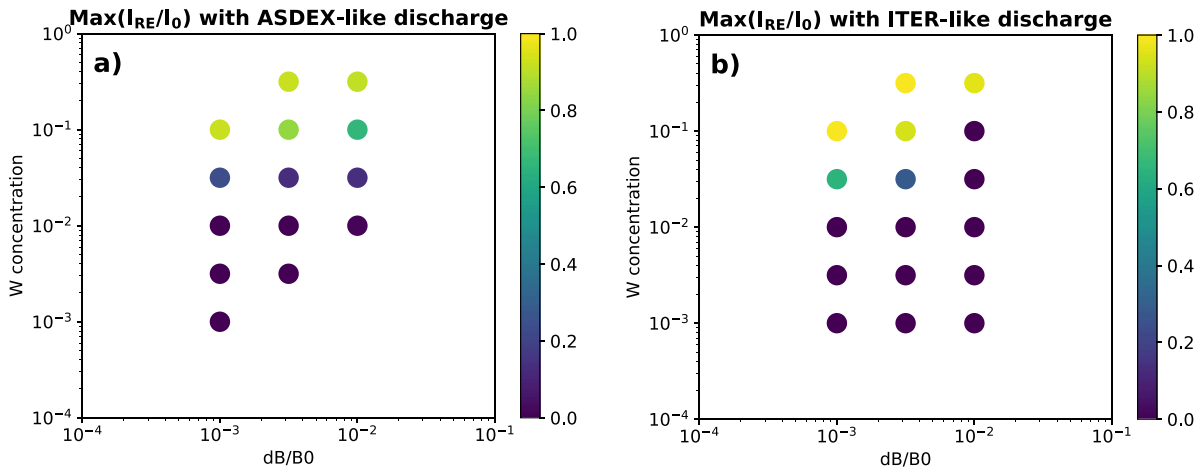 Max(I_RE/I_0) with ASDEX-like discharge
a)
W concentration
10⁰
10⁻¹
10⁻²
10⁻³
10⁻⁴
10⁻⁴ 10⁻³ 10⁻² 10⁻¹
dB/B0
1.0
0.8
0.6
0.4
0.2
0.0
Max(I_RE/I_0) with ITER-like discharge
b)
W concentration
10⁰
10⁻¹
10⁻²
10⁻³
10⁻⁴
10⁻⁴ 10⁻³ 10⁻² 10⁻¹
dB/B0
1.0
0.8
0.6
0.4
0.2
0.0